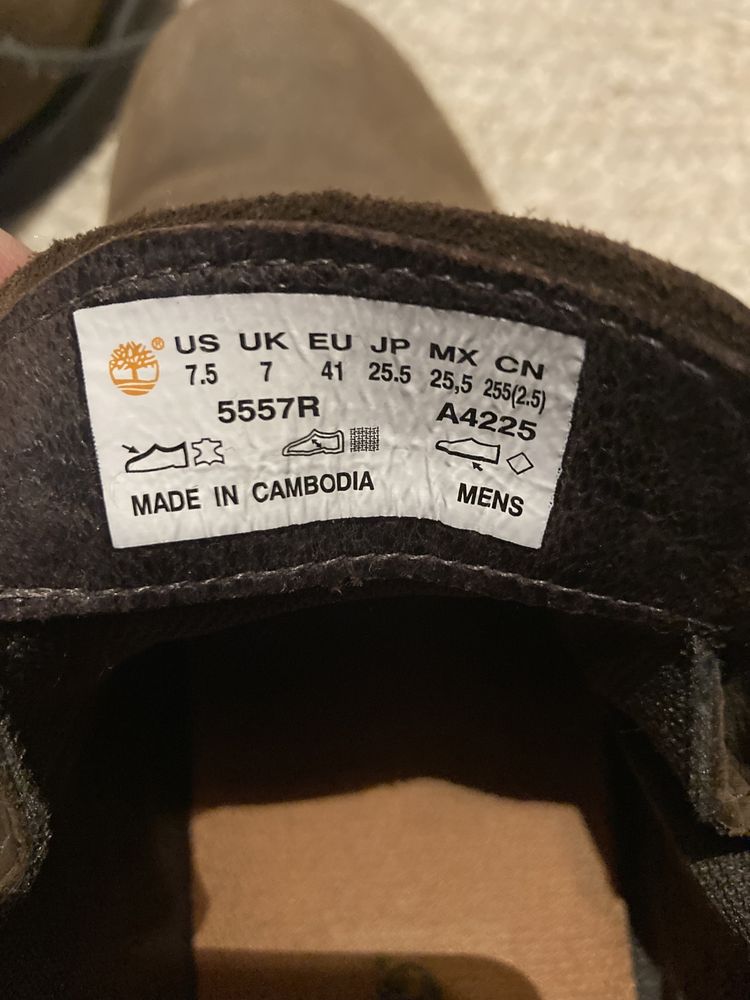 ® US UK EU JP MX CN
7.5 7 41 25.5 25,5 255(2.5)
5557R A4225
MADE IN CAMBODIA MENS